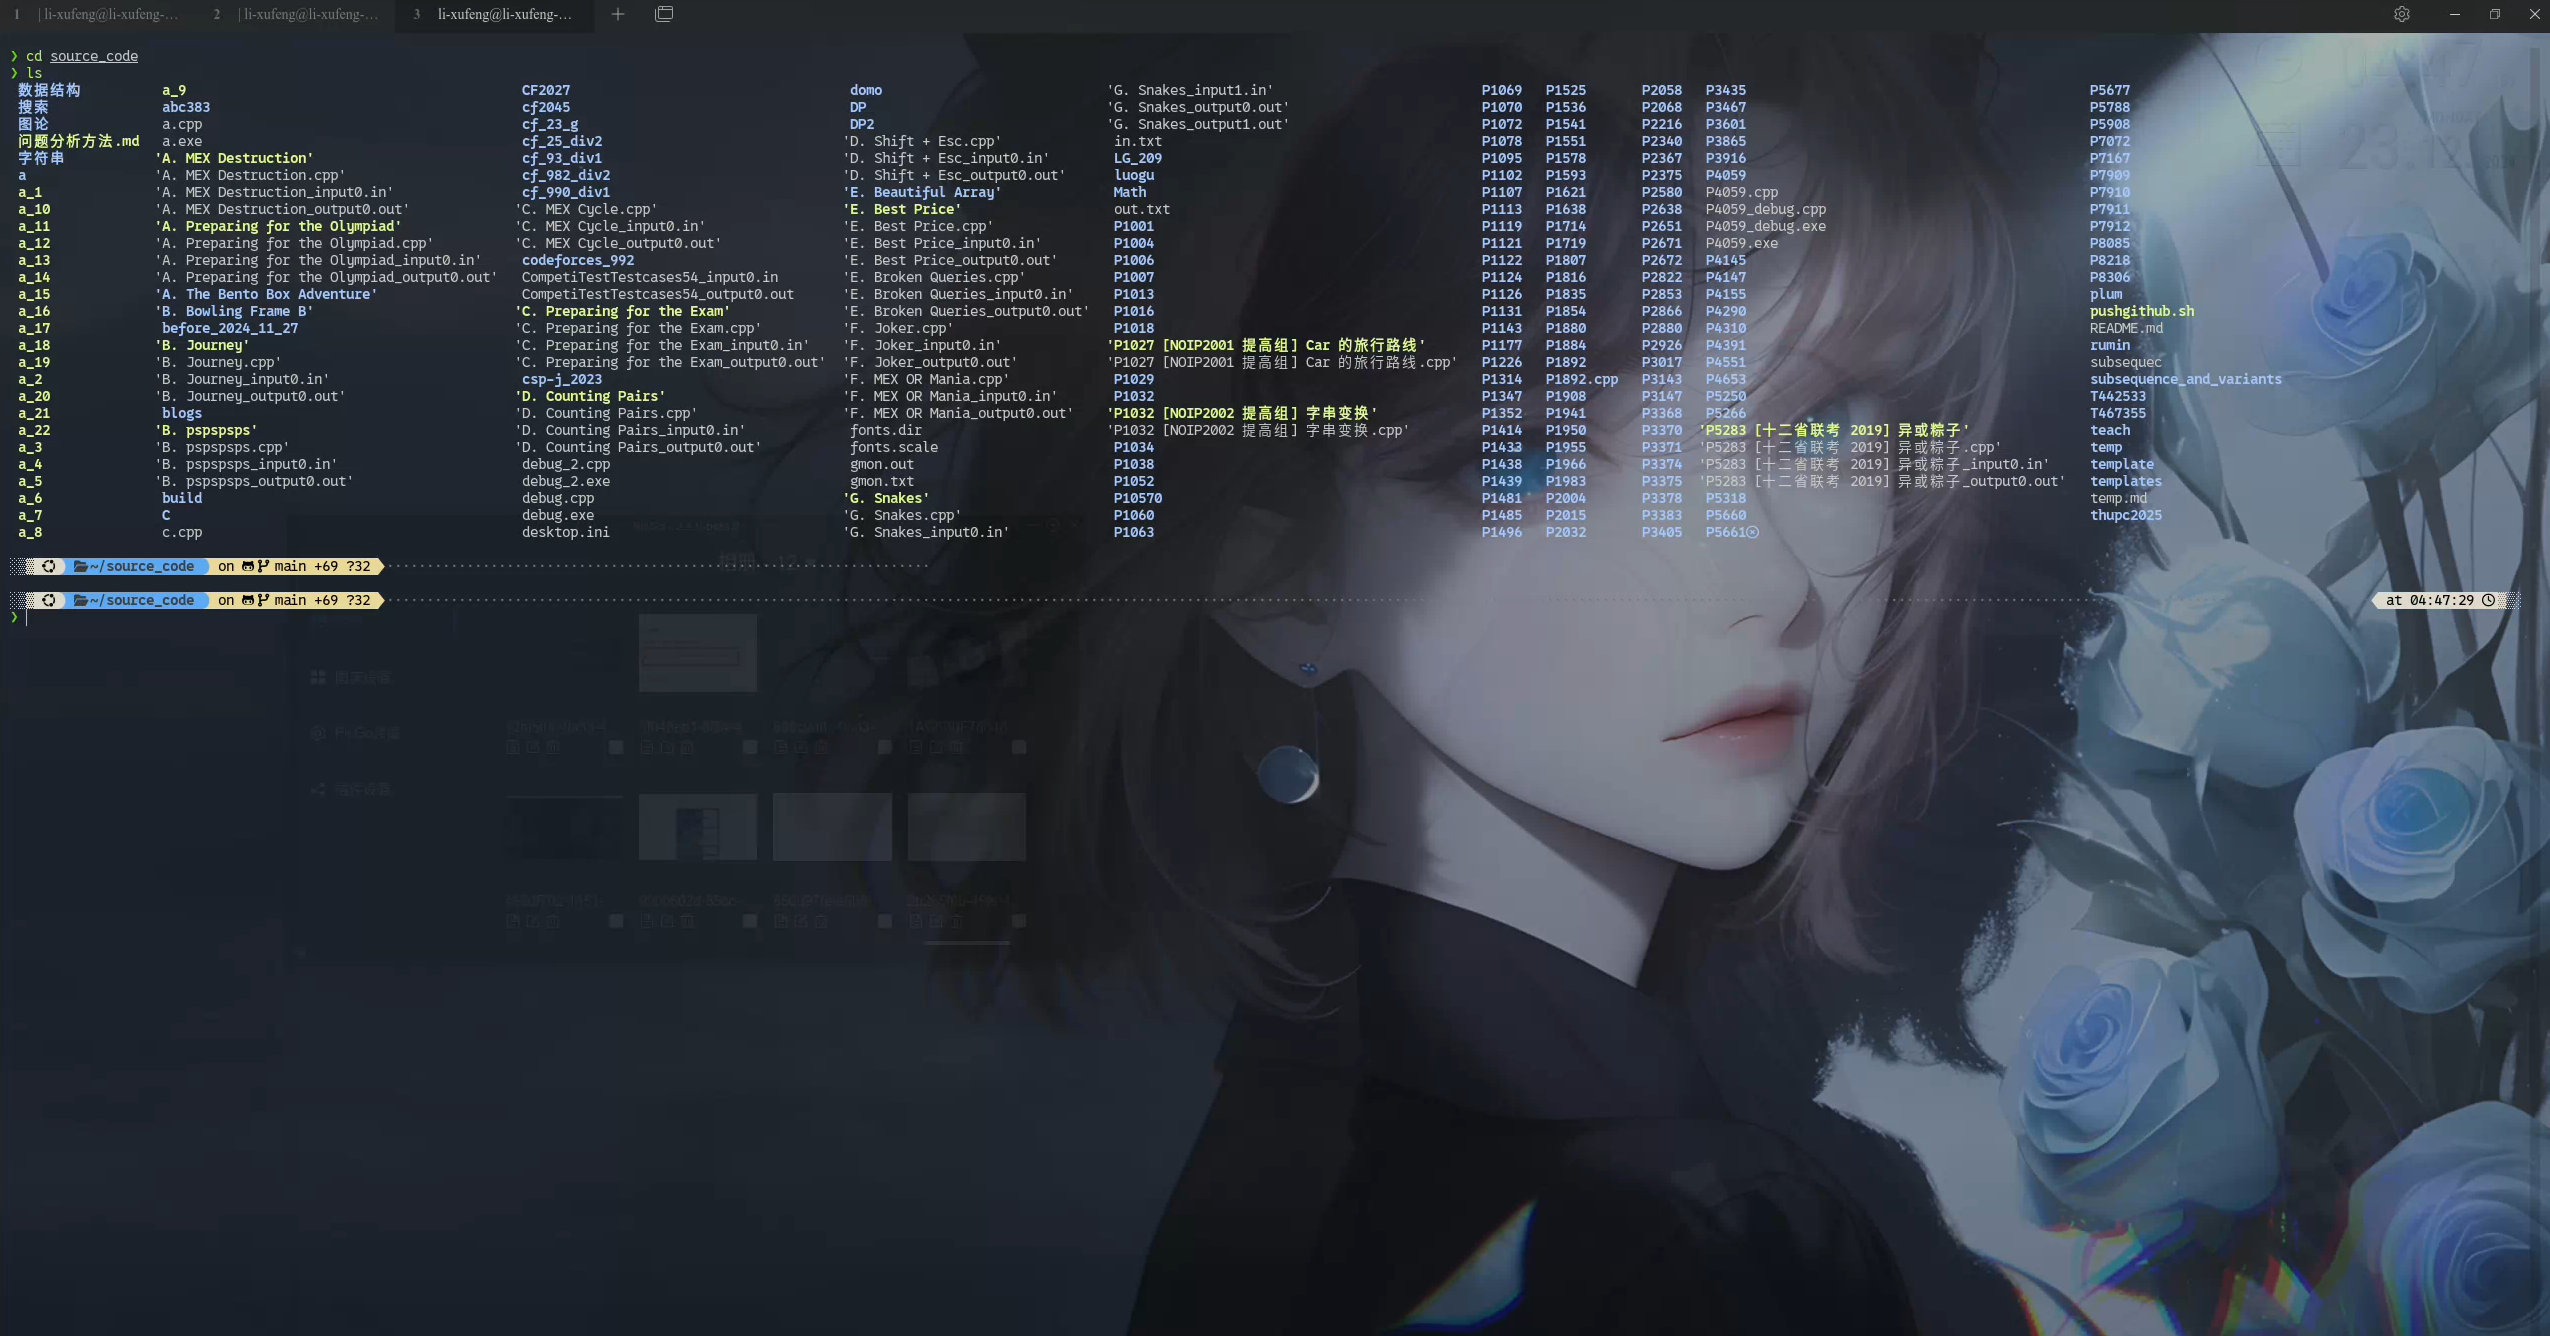 1 | li-xufeng@li-xufeng-... 2 | li-xufeng@li-xufeng-... 3 li-xufeng@li-xufeng-...
❯ cd source_code
❯ ls
数据结构 a_9 CF2027 domo 'G. Snakes_input1.in' P1069 P1525 P2058 P3435 P5677
搜索 abc383 cf2045 DP 'G. Snakes_output0.out' P1070 P1536 P2068 P3467 P5788
图论 a.cpp cf_23_g DP2 'G. Snakes_output1.out' P1072 P1541 P2216 P3601 P5908
问题分析方法.md a.exe cf_25_div2 'D. Shift + Esc.cpp' in.txt P1078 P1551 P2340 P3865 P7072
字符串 'A. MEX Destruction' cf_93_div1 'D. Shift + Esc_input0.in' LG_209 P1095 P1578 P2367 P3916 P7167
a 'A. MEX Destruction.cpp' cf_982_div2 'D. Shift + Esc_output0.out' luogu P1102 P1593 P2375 P4059 P7909
a_1 'A. MEX Destruction_input0.in' cf_990_div1 'E. Beautiful Array' Math P1107 P1621 P2580 P4059.cpp P7910
a_10 'A. MEX Destruction_output0.out' 'C. MEX Cycle.cpp' 'E. Best Price' out.txt P1113 P1638 P2638 P4059_debug.cpp P7911
a_11 'A. Preparing for the Olympiad' 'C. MEX Cycle_input0.in' 'E. Best Price.cpp' P1001 P1119 P1714 P2651 P4059_debug.exe P7912
a_12 'A. Preparing for the Olympiad.cpp' 'C. MEX Cycle_output0.out' 'E. Best Price_input0.in' P1004 P1121 P1719 P2671 P4059.exe P8085
a_13 'A. Preparing for the Olympiad_input0.in' codeforces_992 'E. Best Price_output0.out' P1006 P1122 P1807 P2672 P4145 P8218
a_14 'A. Preparing for the Olympiad_output0.out' CompetiTestTestcases54_input0.in 'E. Broken Queries.cpp' P1007 P1124 P1816 P2822 P4147 P8306
a_15 'A. The Bento Box Adventure' CompetiTestTestcases54_output0.out 'E. Broken Queries_input0.in' P1013 P1126 P1835 P2853 P4155 plum
a_16 'B. Bowling Frame B' 'C. Preparing for the Exam' 'E. Broken Queries_output0.out' P1016 P1131 P1854 P2866 P4290 pushgithub.sh
a_17 before_2024_11_27 'C. Preparing for the Exam.cpp' 'F. Joker.cpp' P1018 P1143 P1880 P2880 P4310 README.md
a_18 'B. Journey' 'C. Preparing for the Exam_input0.in' 'F. Joker_input0.in' 'P1027 [NOIP2001 提高组] Car 的旅行路线' P1177 P1884 P2926 P4391 rumin
a_19 'B. Journey.cpp' 'C. Preparing for the Exam_output0.out' 'F. Joker_output0.out' 'P1027 [NOIP2001 提高组] Car 的旅行路线.cpp' P1226 P1892 P3017 P4551 subsequec
a_2 'B. Journey_input0.in' csp-j_2023 'F. MEX OR Mania.cpp' P1029 P1314 P1892.cpp P3143 P4653 subsequence_and_variants
a_20 'B. Journey_output0.out' 'D. Counting Pairs' 'F. MEX OR Mania_input0.in' P1032 P1347 P1908 P3147 P5250 T442533
a_21 blogs 'D. Counting Pairs.cpp' 'F. MEX OR Mania_output0.out' 'P1032 [NOIP2002 提高组] 字串变换' P1352 P1941 P3368 P5266 T467355
a_22 'B. pspspsps' 'D. Counting Pairs_input0.in' fonts.dir 'P1032 [NOIP2002 提高组] 字串变换.cpp' P1414 P1950 P3370 'P5283 [十二省联考 2019] 异或粽子' teach
a_3 'B. pspspsps.cpp' 'D. Counting Pairs_output0.out' fonts.scale P1034 P1433 P1955 P3371 'P5283 [十二省联考 2019] 异或粽子.cpp' temp
a_4 'B. pspspsps_input0.in' debug_2.cpp gmon.out P1038 P1438 P1966 P3374 'P5283 [十二省联考 2019] 异或粽子_input0.in' template
a_5 'B. pspspsps_output0.out' debug_2.exe gmon.txt P1052 P1439 P1983 P3375 'P5283 [十二省联考 2019] 异或粽子_output0.out' templates
a_6 build debug.cpp 'G. Snakes' P10570 P1481 P2004 P3378 P5318 temp.md
a_7 C debug.exe 'G. Snakes.cpp' P1060 P1485 P2015 P3383 P5660 thupc2025
a_8 c.cpp desktop.ini 'G. Snakes_input0.in' P1063 P1496 P2032 P3405 P5661
~/source_code on main +69 ?32
~/source_code on main +69 ?32 at 04:47:29
❯